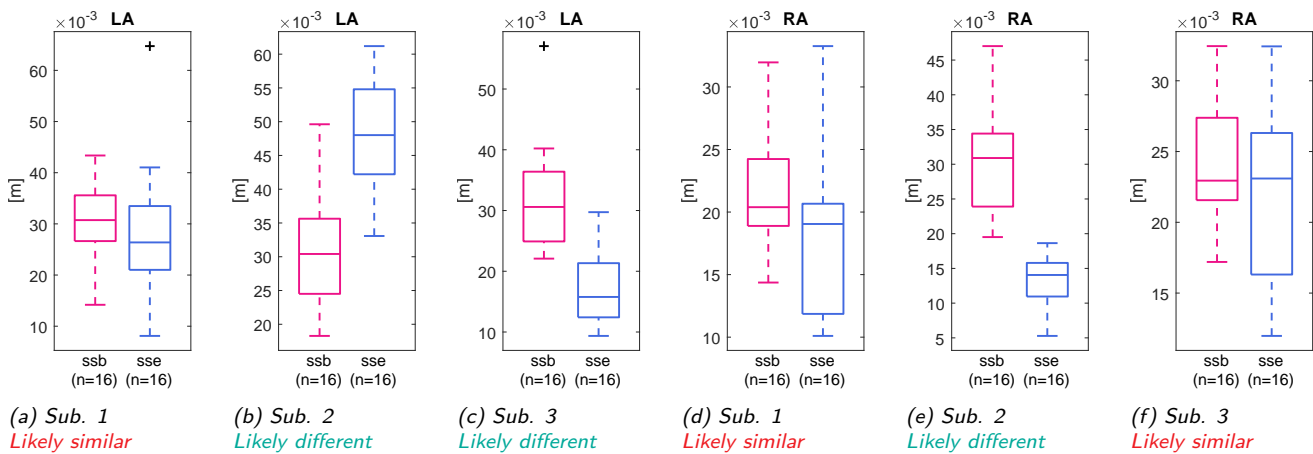 ×10⁻³ LA
60
50
40
30
20
10
[m]
ssb sse
(n=16) (n=16)
(a) Sub. 1
Likely similar
×10⁻³ LA
60
55
50
45
40
35
30
25
20
ssb sse
(n=16) (n=16)
(b) Sub. 2
Likely different
×10⁻³ LA
50
40
30
20
10
[m]
ssb sse
(n=16) (n=16)
(c) Sub. 3
Likely different
×10⁻³ RA
30
25
20
15
10
[m]
ssb sse
(n=16) (n=16)
(d) Sub. 1
Likely similar
×10⁻³ RA
45
40
35
30
25
20
15
10
5
[m]
ssb sse
(n=16) (n=16)
(e) Sub. 2
Likely different
×10⁻³ RA
30
25
20
15
[m]
ssb sse
(n=16) (n=16)
(f) Sub. 3
Likely similar